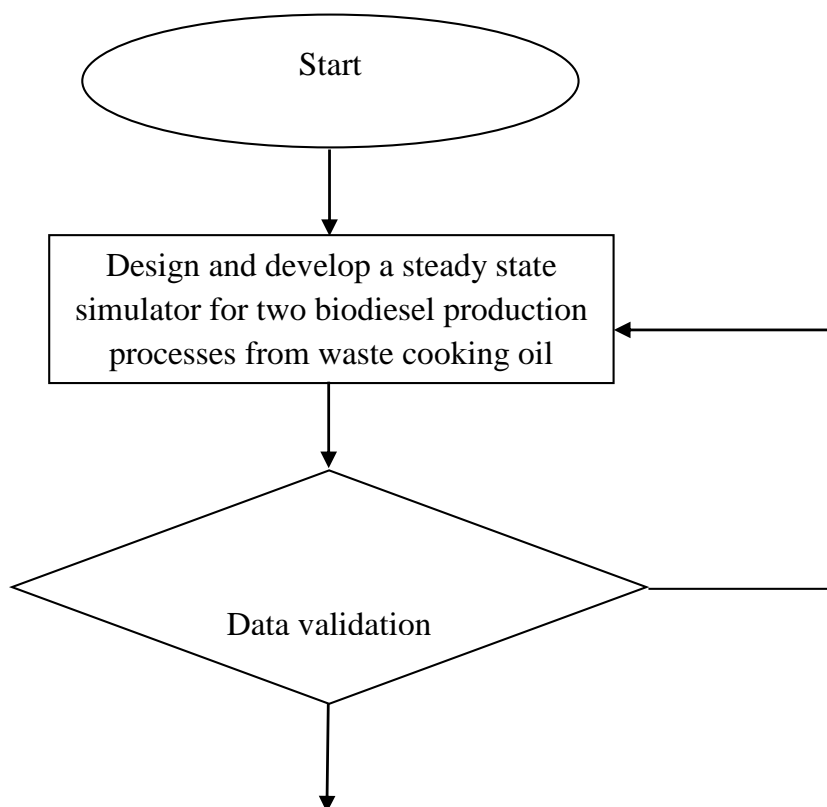 Start
Design and develop a steady state
simulator for two biodiesel production
processes from waste cooking oil
Data validation